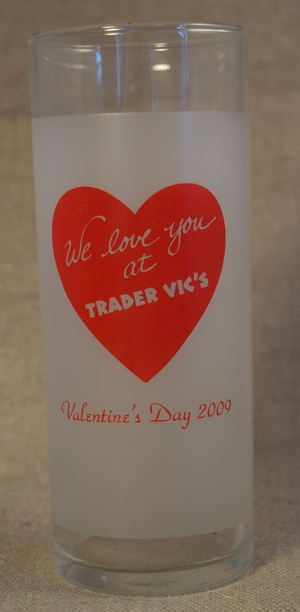 We love you
at
TRADER VIC'S
Valentine's Day 2009